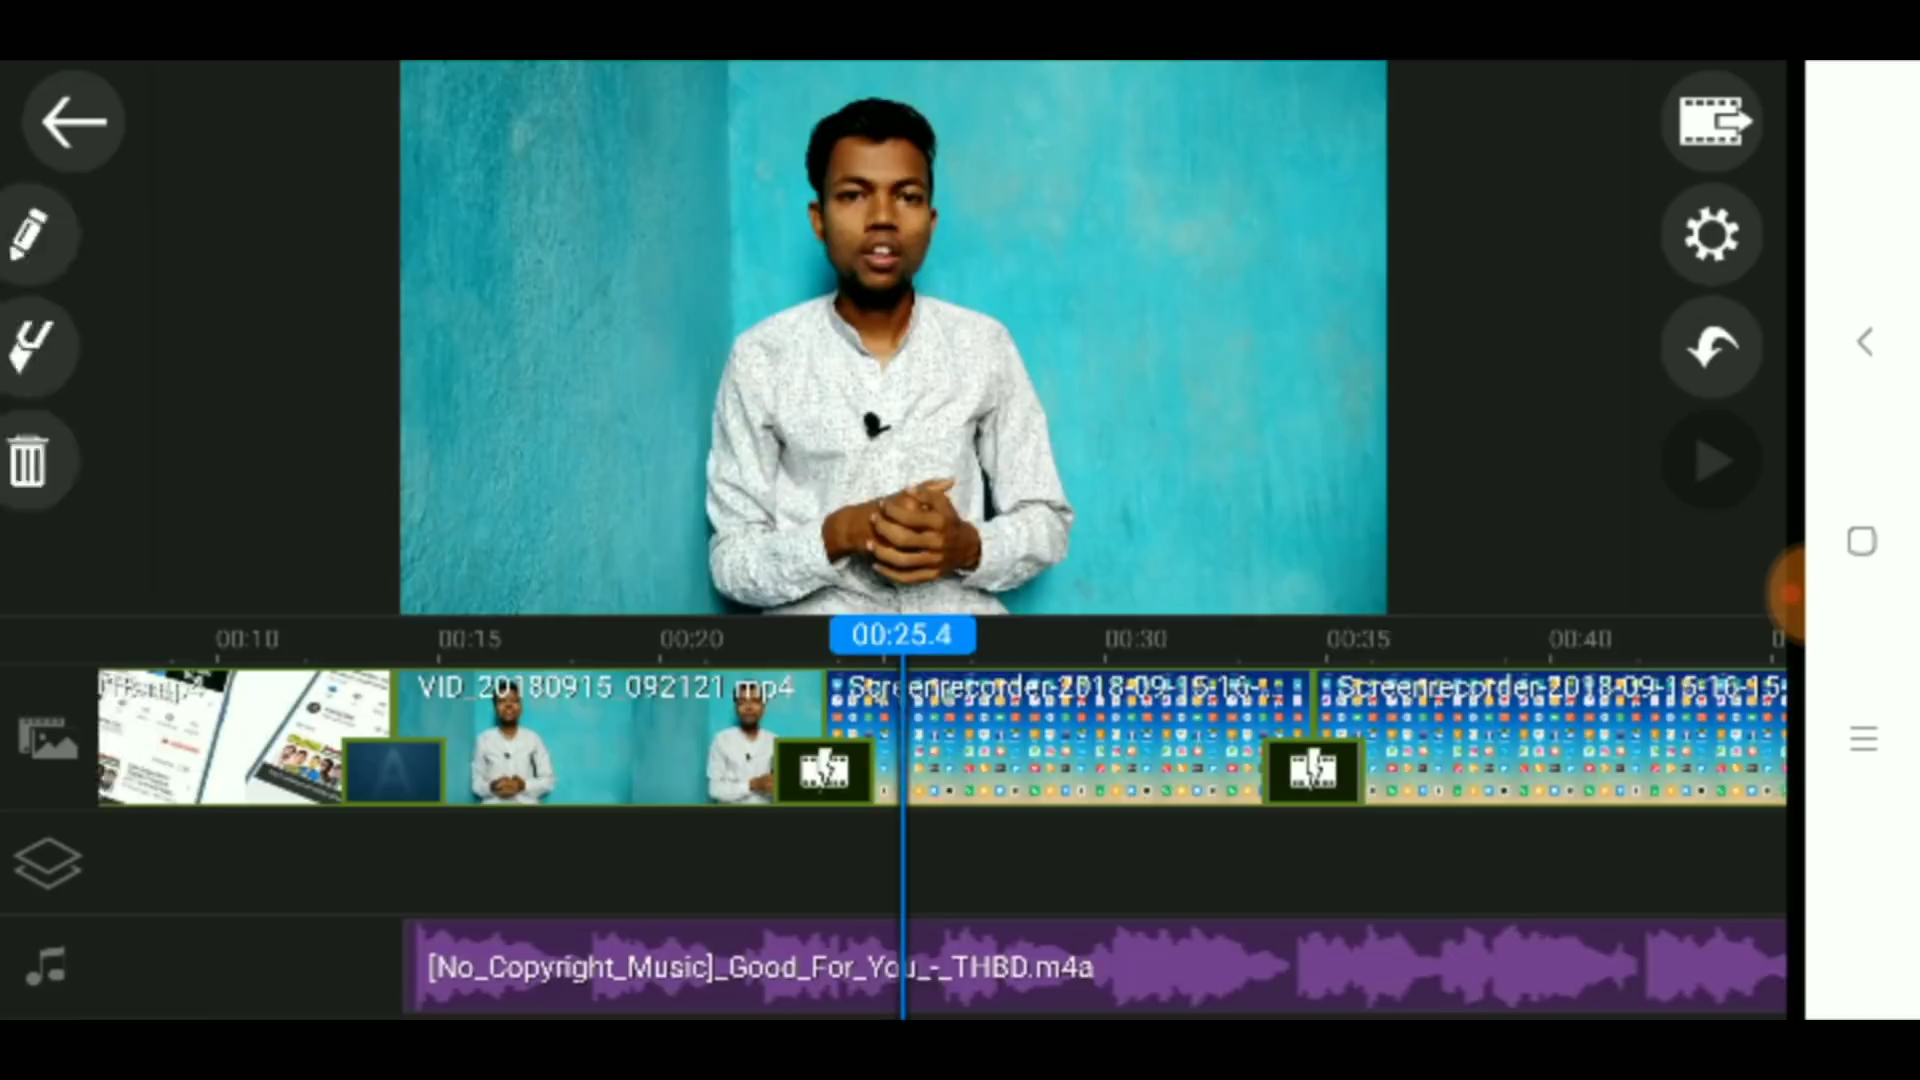 00:10 00:15 00:20 00:25.4 00:30 00:35 00:40
VID_20180915_092121.mp4 Screenrecorder-2018-09-15-16-... Screenrecorder-2018-09-15-16-15-
A
[No_Copyright_Music]_Good_For_You_-_THBD.m4a